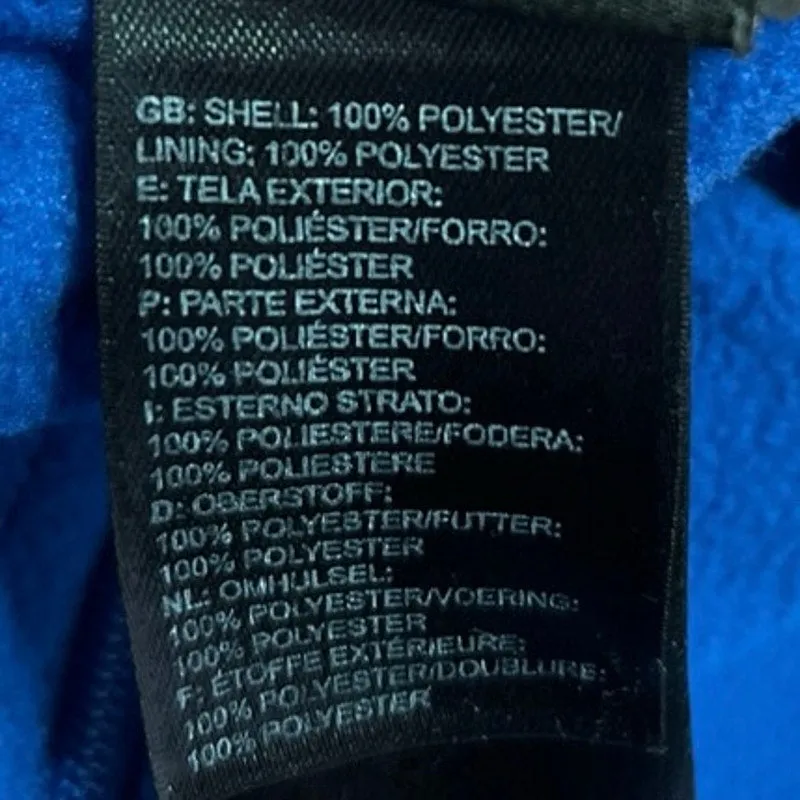 GB: SHELL: 100% POLYESTER/
LINING: 100% POLYESTER
E: TELA EXTERIOR:
100% POLIÉSTER/FORRO:
100% POLIÉSTER
P: PARTE EXTERNA:
100% POLIÉSTER/FORRO:
100% POLIÉSTER
I: ESTERNO STRATO:
100% POLIESTERE/FODERA:
100% POLIESTERE
D: OBERSTOFF:
100% POLYESTER/FUTTER:
100% POLYESTER
NL: OMHULSEL:
100% POLYESTER/VOERING:
100% POLYESTER
F: ÉTOFFE EXTÉRIEURE:
100% POLYESTER/DOUBLURE:
100% POLYESTER